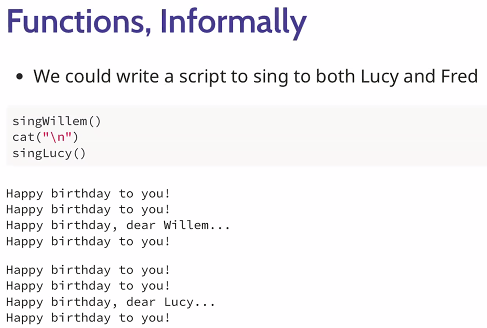 Functions, Informally
• We could write a script to sing to both Lucy and Fred
singWillem()
cat("\n")
singLucy()
Happy birthday to you!
Happy birthday to you!
Happy birthday, dear Willem...
Happy birthday to you!
Happy birthday to you!
Happy birthday to you!
Happy birthday, dear Lucy...
Happy birthday to you!